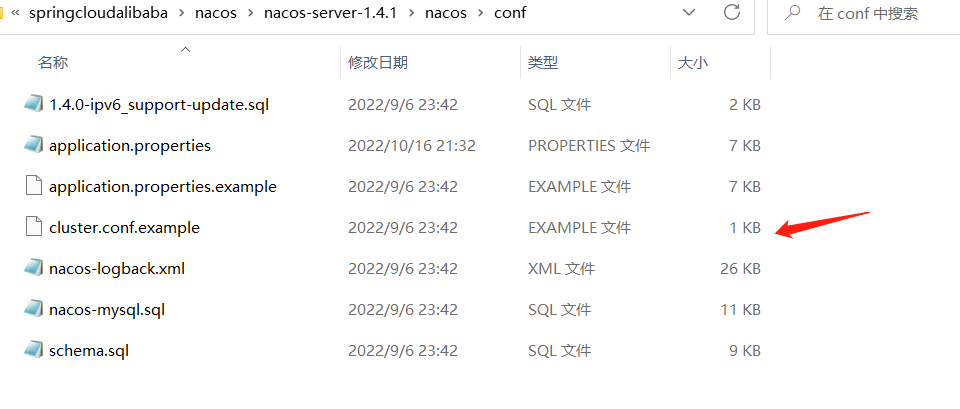 « springcloudalibaba > nacos > nacos-server-1.4.1 > nacos > conf 在 conf 中搜索
名称 修改日期 类型 大小
1.4.0-ipv6_support-update.sql 2022/9/6 23:42 SQL 文件 2 KB
application.properties 2022/10/16 21:32 PROPERTIES 文件 7 KB
application.properties.example 2022/9/6 23:42 EXAMPLE 文件 7 KB
cluster.conf.example 2022/9/6 23:42 EXAMPLE 文件 1 KB
nacos-logback.xml 2022/9/6 23:42 XML 文件 26 KB
nacos-mysql.sql 2022/9/6 23:42 SQL 文件 11 KB
schema.sql 2022/9/6 23:42 SQL 文件 9 KB